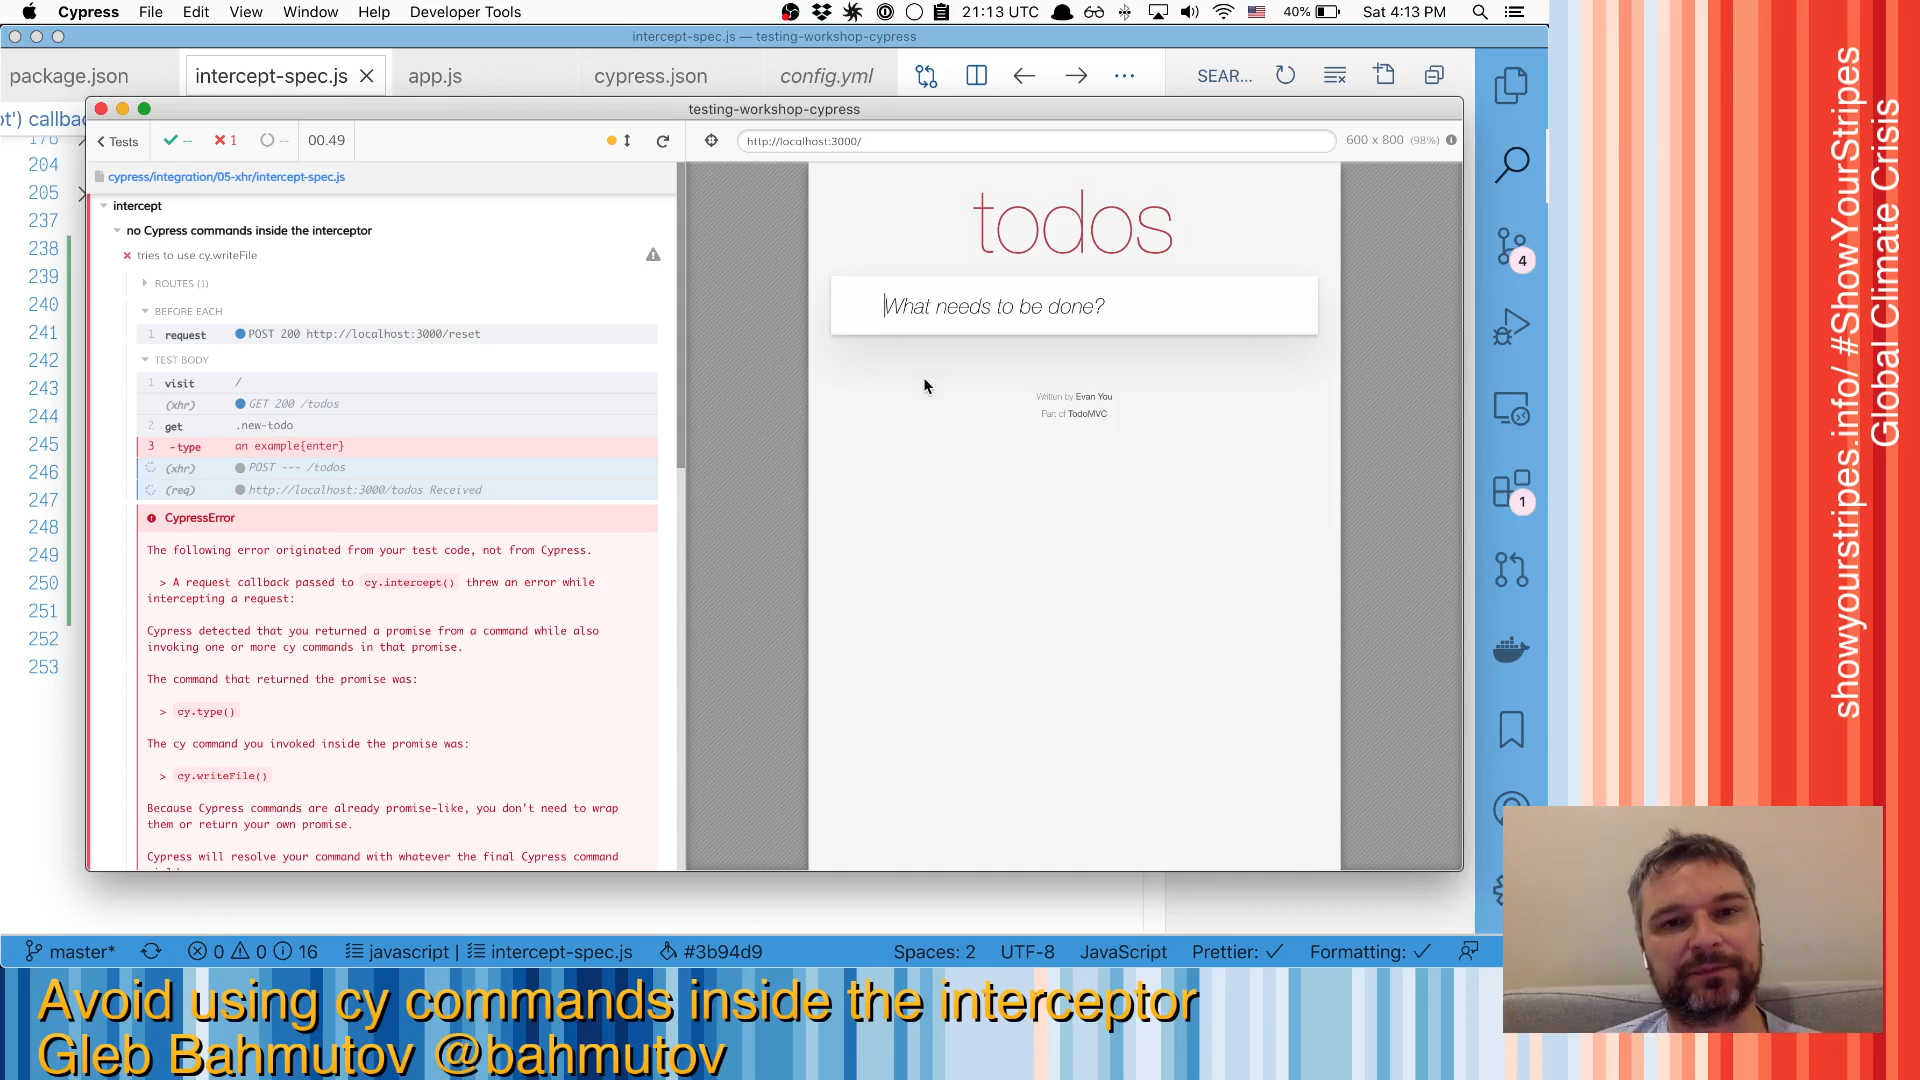 Cypress File Edit View Window Help Developer Tools 21:13 UTC 40% Sat 4:13 PM
intercept-spec.js — testing-workshop-cypress
package.json intercept-spec.js app.js cypress.json config.yml SEAR...
testing-workshop-cypress
Tests -- 1 -- 00.49 http://localhost:3000/ 600 x 800 (98%)
cypress/integration/05-xhr/intercept-spec.js
intercept
no Cypress commands inside the interceptor
tries to use cy.writeFile
ROUTES (1)
BEFORE EACH
1 request POST 200 http://localhost:3000/reset
TEST BODY
1 visit /
(xhr) GET 200 /todos
2 get .new-todo
3 -type an example{enter}
(xhr) POST --- /todos
(req) http://localhost:3000/todos Received
CypressError
The following error originated from your test code, not from Cypress.
> A request callback passed to cy.intercept() threw an error while
intercepting a request:
Cypress detected that you returned a promise from a command while also
invoking one or more cy commands in that promise.
The command that returned the promise was:
> cy.type()
The cy command you invoked inside the promise was:
> cy.writeFile()
Because Cypress commands are already promise-like, you don't need to wrap
them or return your own promise.
Cypress will resolve your command with whatever the final Cypress command
todos
What needs to be done?
Written by Evan You
Part of TodoMVC
204
205
237
238
239
240
241
242
243
244
245
246
247
248
249
250
251
252
253
4
1
master* 0 0 16 javascript | intercept-spec.js #3b94d9 Spaces: 2 UTF-8 JavaScript Prettier: ✓ Formatting: ✓
Avoid using cy commands inside the interceptor
Gleb Bahmutov @bahmutov
showyourstripes.info/ #ShowYourStripes
Global Climate Crisis